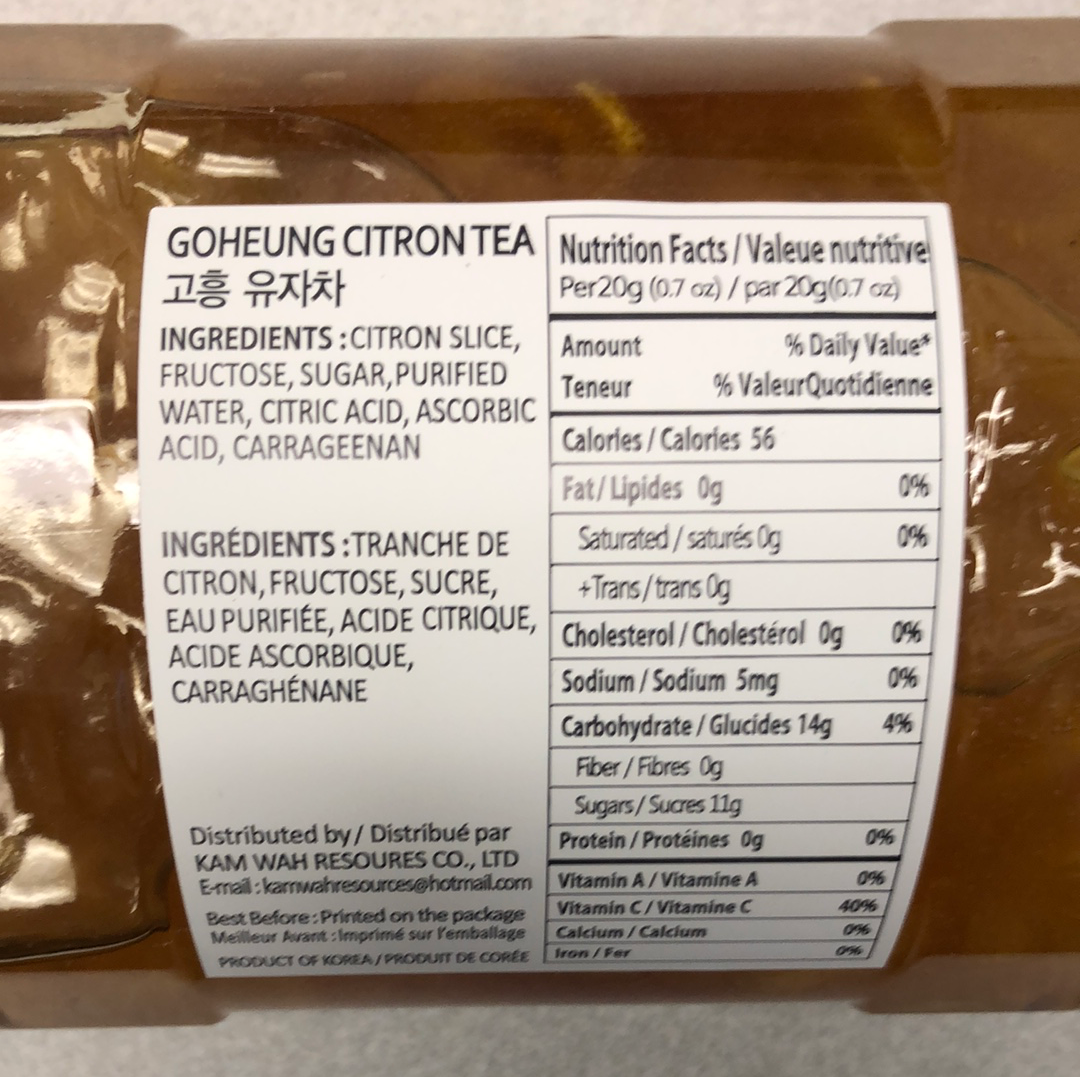 GOHEUNG CITRON TEA
고흥 유자차
INGREDIENTS : CITRON SLICE,
FRUCTOSE, SUGAR, PURIFIED
WATER, CITRIC ACID, ASCORBIC
ACID, CARRAGEENAN
INGRÉDIENTS : TRANCHE DE
CITRON, FRUCTOSE, SUCRE,
EAU PURIFIÉE, ACIDE CITRIQUE,
ACIDE ASCORBIQUE,
CARRAGHÉNANE
Distributed by / Distribué par
KAM WAH RESOURES CO., LTD
E-mail : kamwahresources@hotmail.com
Best Before : Printed on the package
Meilleur Avant : Imprimé sur l'emballage
PRODUCT OF KOREA / PRODUIT DE CORÉE
Nutrition Facts / Valeue nutritive
Per 20g (0.7 oz) / par 20g (0.7 oz)
Amount % Daily Value*
Teneur % ValeurQuotidienne
Calories / Calories 56
Fat / Lipides 0g 0%
Saturated / saturés 0g 0%
+Trans / trans 0g
Cholesterol / Cholestérol 0g 0%
Sodium / Sodium 5mg 0%
Carbohydrate / Glucides 14g 4%
Fiber / Fibres 0g
Sugars / Sucres 11g
Protein / Protéines 0g 0%
Vitamin A / Vitamine A 0%
Vitamin C / Vitamine C 40%
Calcium / Calcium 0%
Iron / Fer 0%